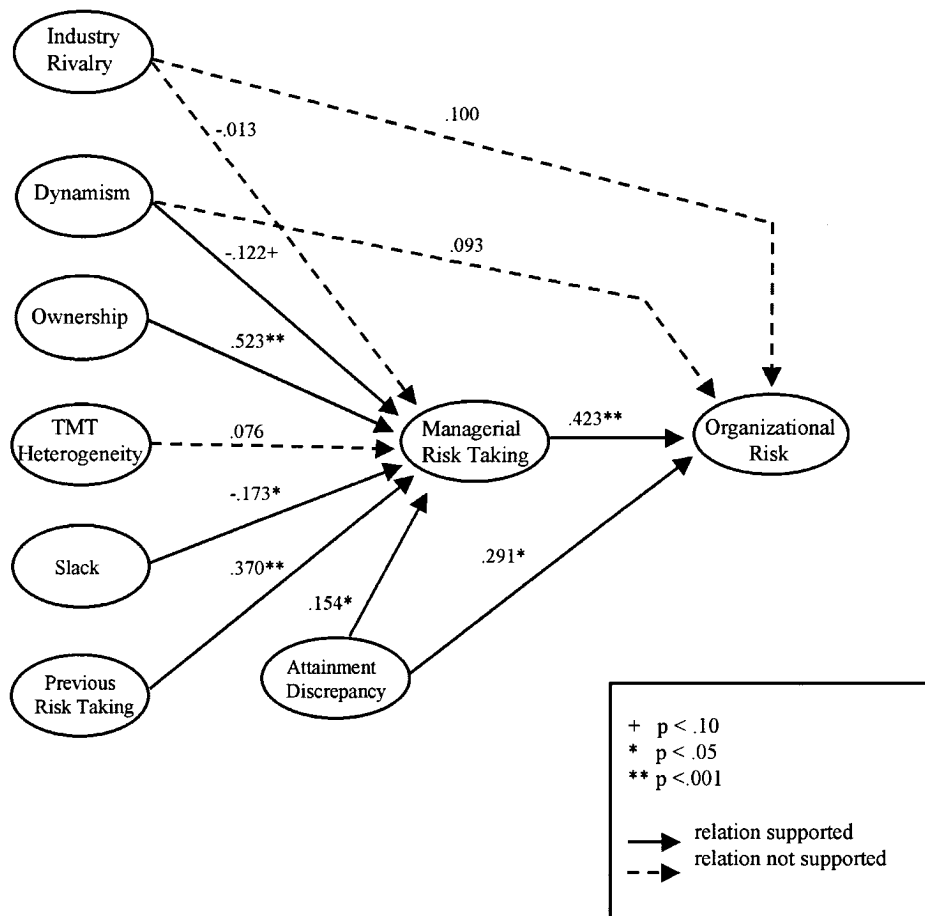 Industry
Rivalry
.100
-.013
Dynamism
.093
-.122+
Ownership
.523**
TMT
Heterogeneity
.076
Managerial
Risk Taking
.423**
Organizational
Risk
-.173*
Slack
.370**
.291*
.154*
Previous
Risk Taking
Attainment
Discrepancy
+ p < .10
* p < .05
** p <.001
relation supported
relation not supported